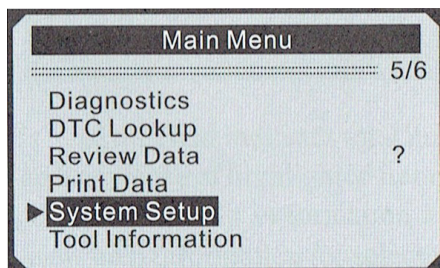 Main Menu
5/6
Diagnostics
DTC Lookup
Review Data ?
Print Data
System Setup
Tool Information